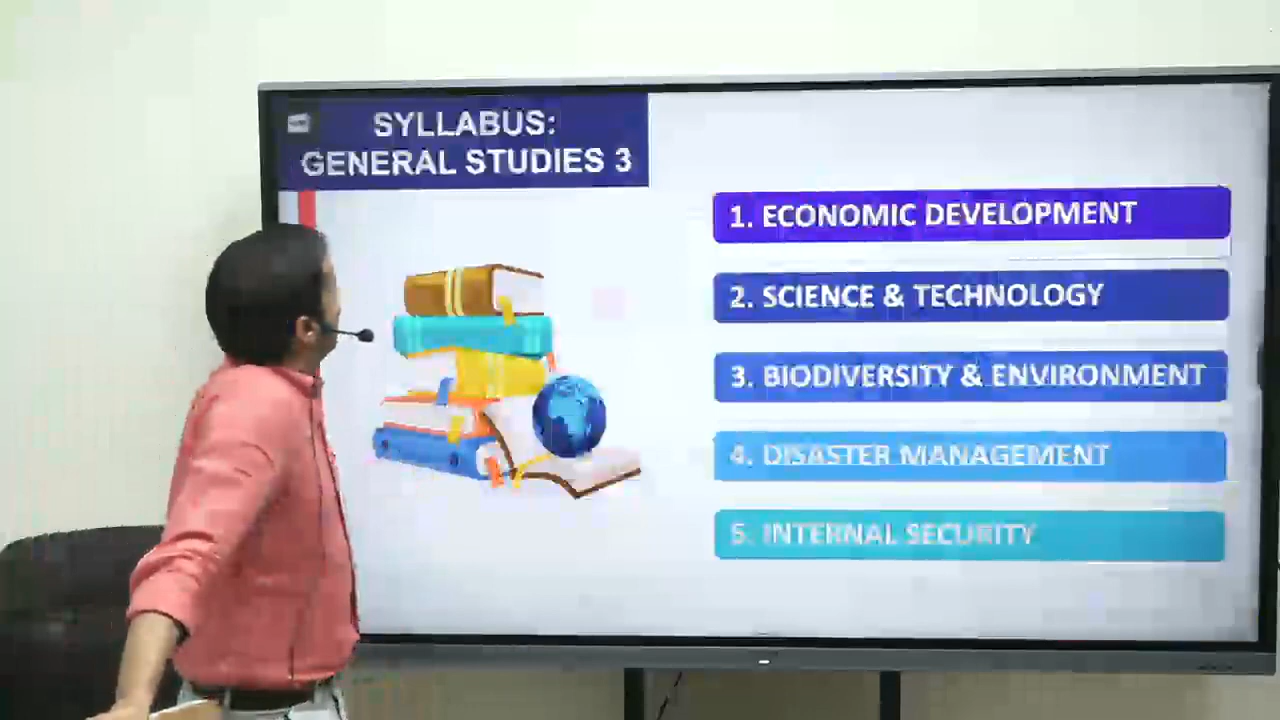 SYLLABUS:
GENERAL STUDIES 3
1. ECONOMIC DEVELOPMENT
2. SCIENCE & TECHNOLOGY
3. BIODIVERSITY & ENVIRONMENT
4. DISASTER MANAGEMENT
5. INTERNAL SECURITY